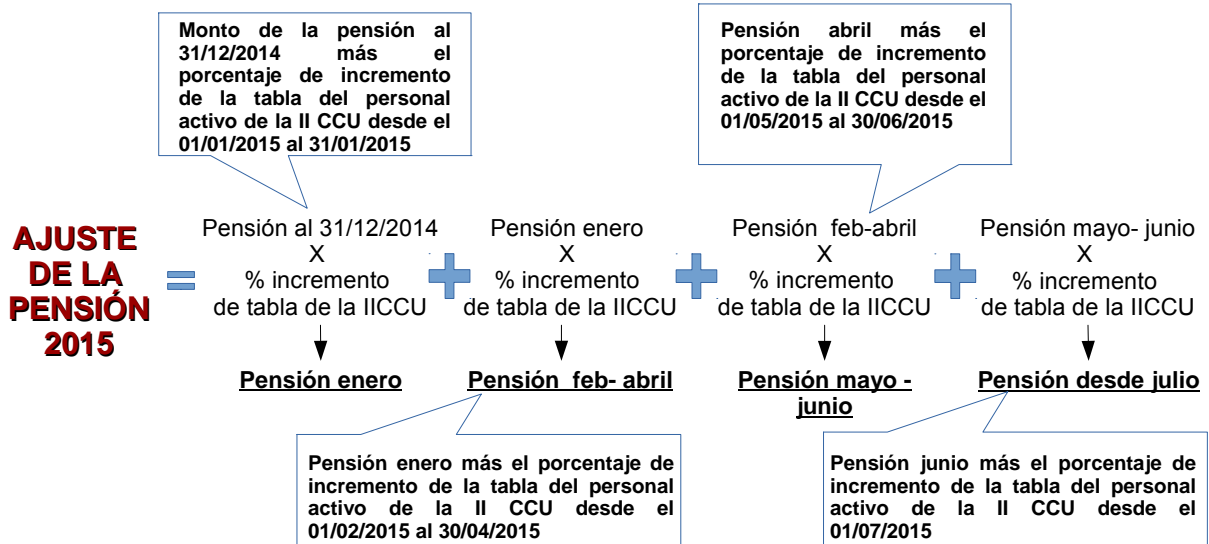 Monto de la pensión al
31/12/2014 más el
porcentaje de incremento
de la tabla del personal
activo de la II CCU desde el
01/01/2015 al 31/01/2015
Pensión abril más el
porcentaje de incremento
de la tabla del personal
activo de la II CCU desde el
01/05/2015 al 30/06/2015
AJUSTE
DE LA
PENSIÓN
2015
=
Pensión al 31/12/2014
X
% incremento
de tabla de la IICCU
Pensión enero
+
Pensión enero
X
% incremento
de tabla de la IICCU
Pensión feb- abril
+
Pensión feb-abril
X
% incremento
de tabla de la IICCU
Pensión mayo -
junio
+
Pensión mayo- junio
X
% incremento
de tabla de la IICCU
Pensión desde julio
Pensión enero más el porcentaje de
incremento de la tabla del personal
activo de la II CCU desde el
01/02/2015 al 30/04/2015
Pensión junio más el porcentaje de
incremento de la tabla del personal
activo de la II CCU desde el
01/07/2015